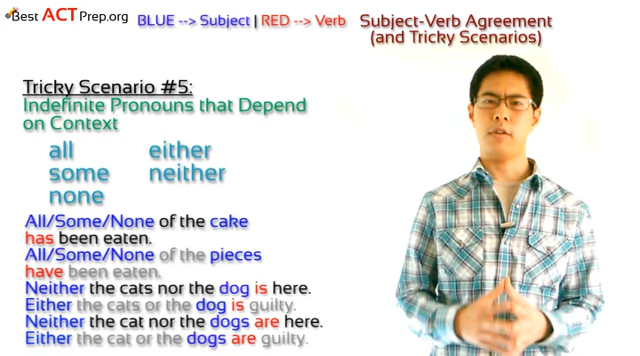 Best ACT Prep.org
BLUE --> Subject | RED --> Verb
Subject-Verb Agreement
(and Tricky Scenarios)
Tricky Scenario #5:
Indefinite Pronouns that Depend
on Context
all either
some neither
none
All/Some/None of the cake
has been eaten.
All/Some/None of the pieces
have been eaten.
Neither the cats nor the dog is here.
Either the cats or the dog is guilty.
Neither the cat nor the dogs are here.
Either the cat or the dogs are guilty.